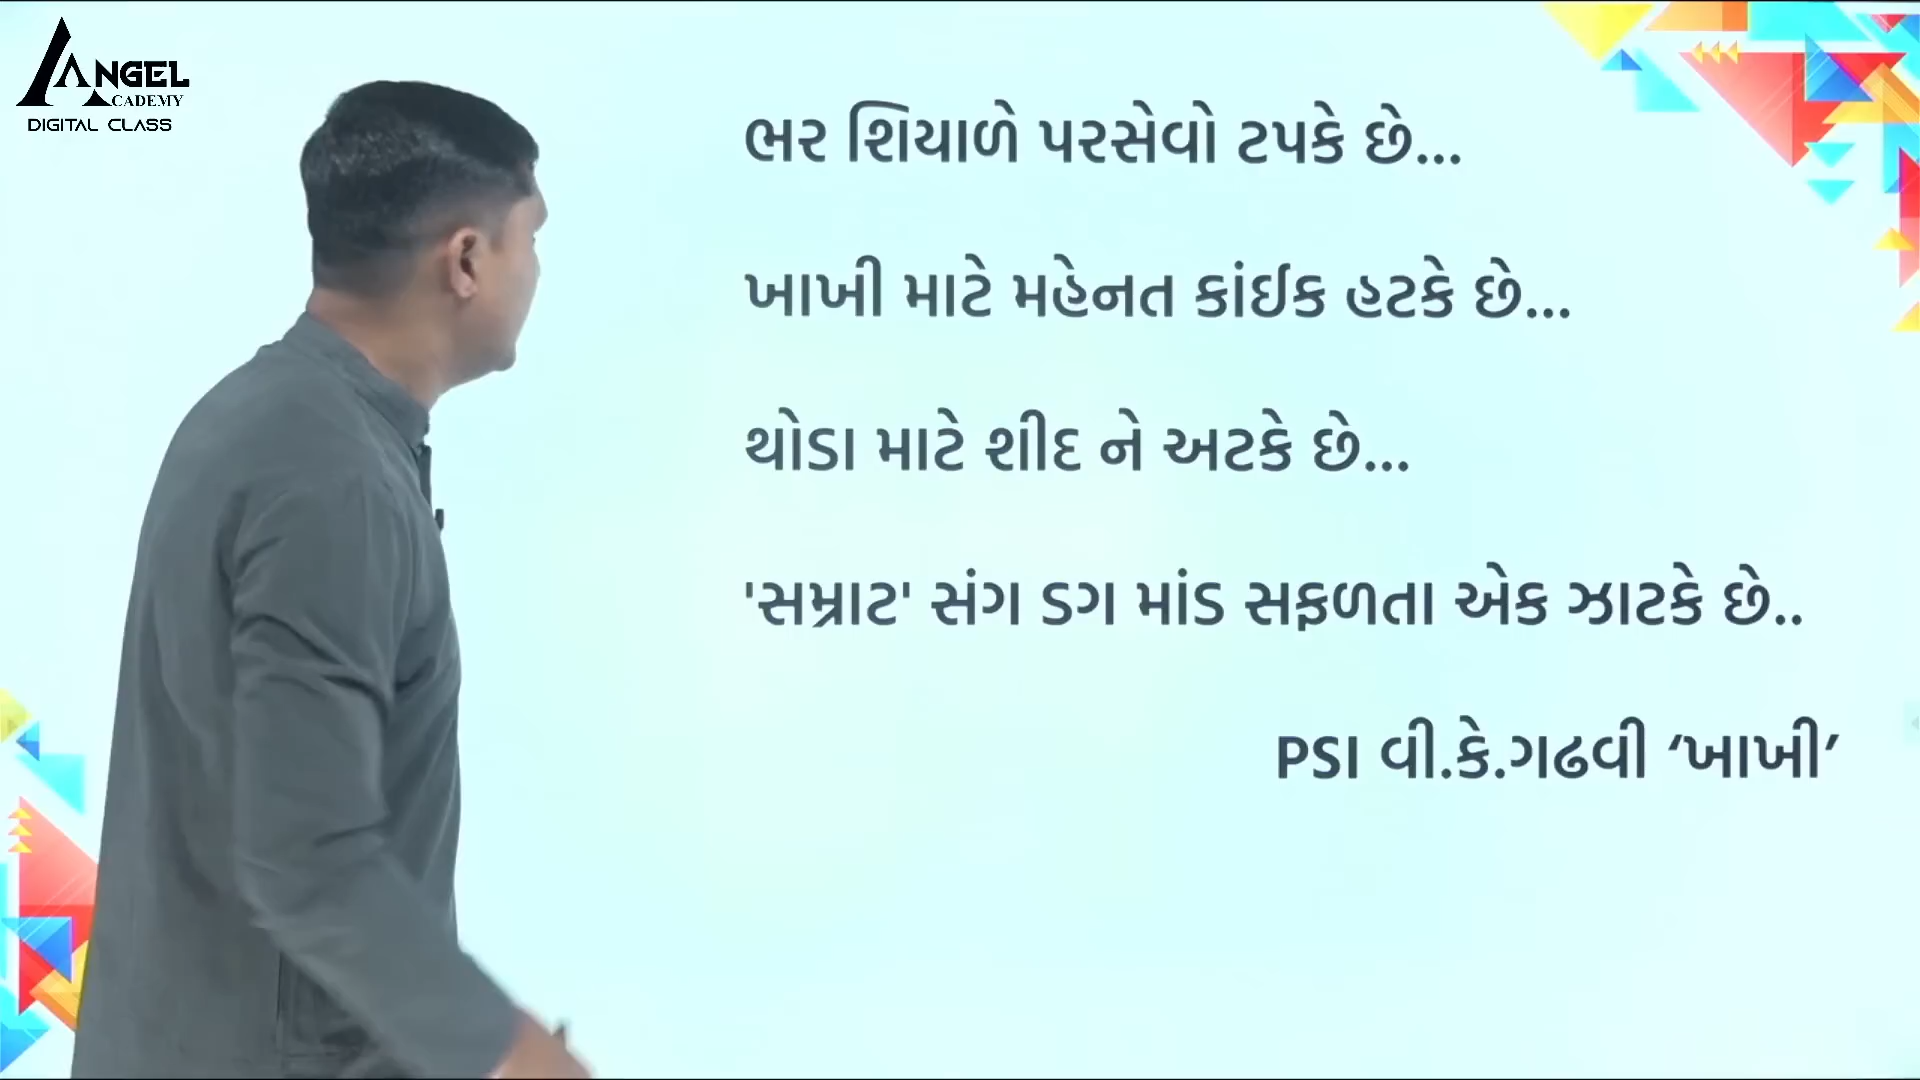 ANGEL
ACADEMY
DIGITAL CLASS
ભર શિયાળે પરસેવો ટપકે છે...
ખાખી માટે મહેનત કાંઈક હટકે છે...
થોડા માટે શીદ ને અટકે છે...
'સમ્રાટ' સંગ ડગ માંડ સફળતા એક ઝાટકે છે..
PSI વી.કે.ગઢવી ‘ખાખી’